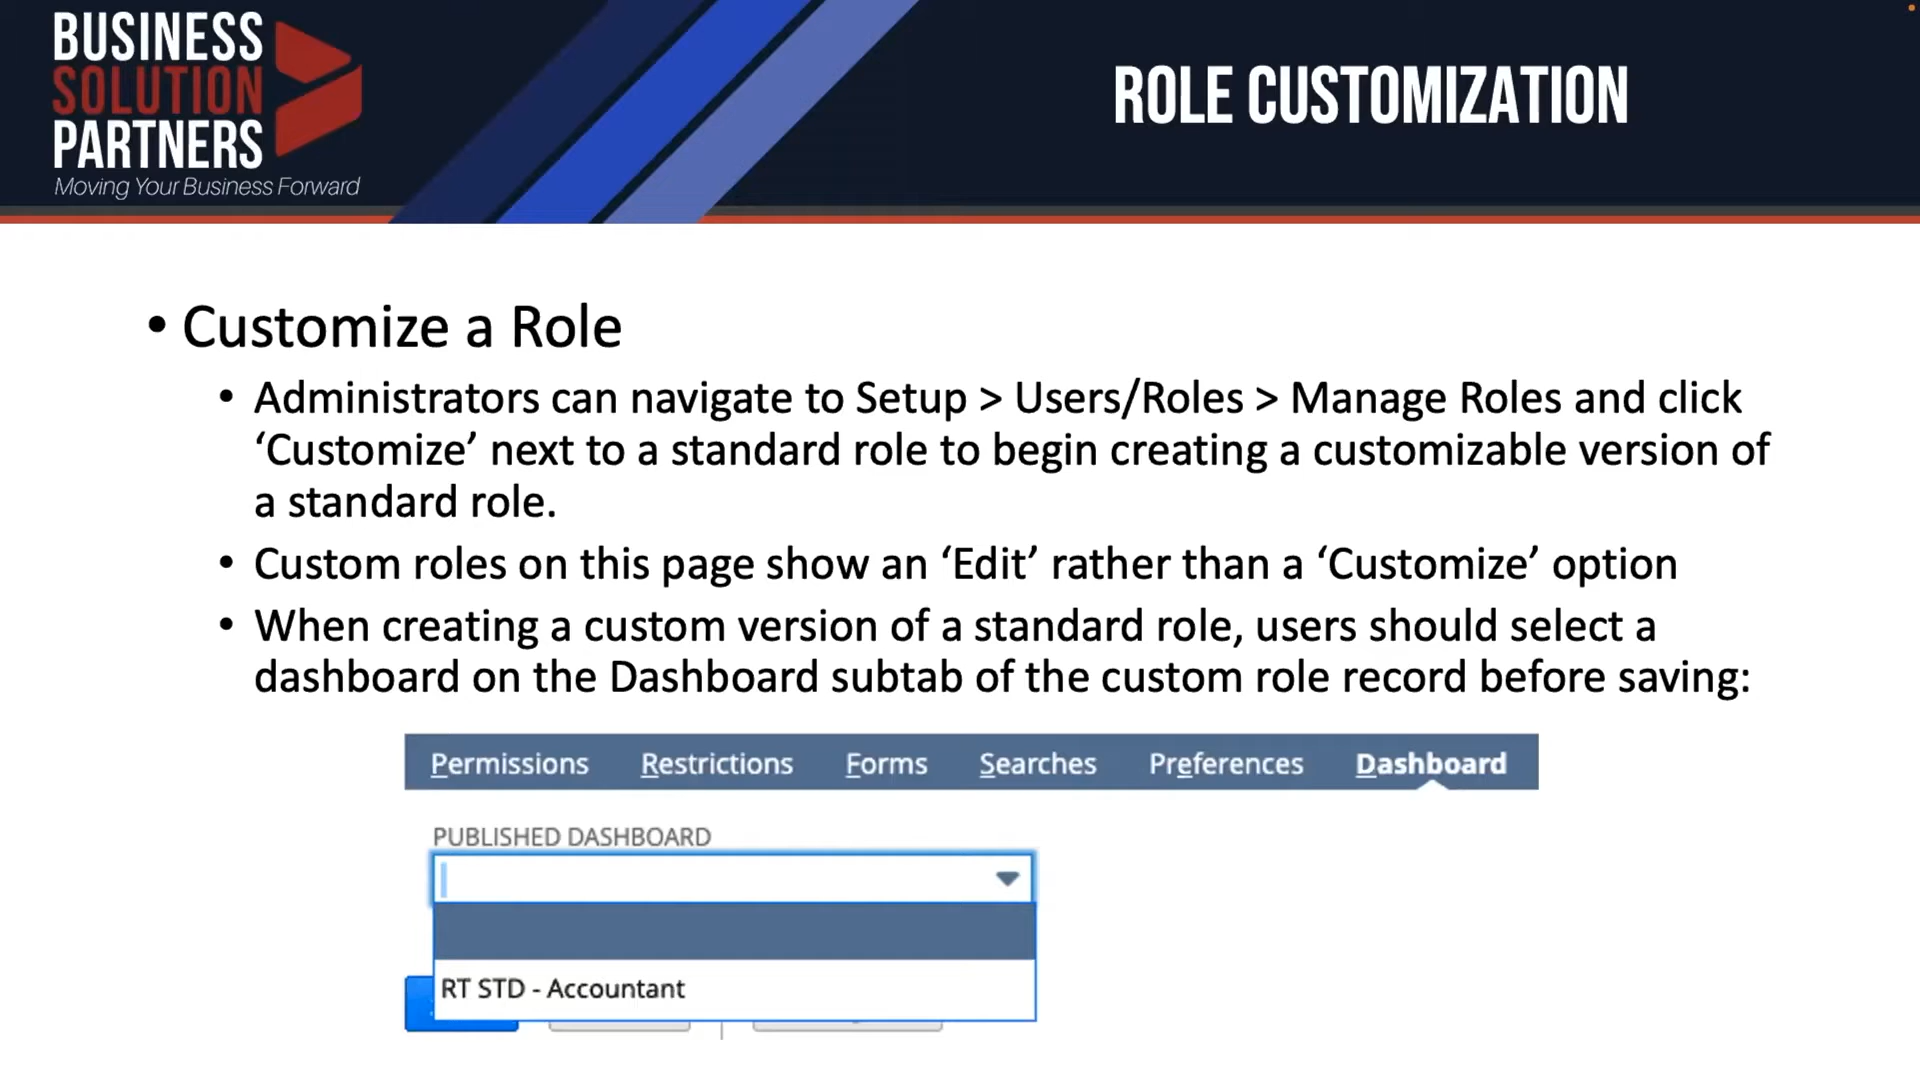 BUSINESS
SOLUTION
PARTNERS
Moving Your Business Forward
ROLE CUSTOMIZATION
• Customize a Role
• Administrators can navigate to Setup > Users/Roles > Manage Roles and click
‘Customize’ next to a standard role to begin creating a customizable version of
a standard role.
• Custom roles on this page show an ‘Edit’ rather than a ‘Customize’ option
• When creating a custom version of a standard role, users should select a
dashboard on the Dashboard subtab of the custom role record before saving:
Permissions Restrictions Forms Searches Preferences Dashboard
PUBLISHED DASHBOARD
RT STD - Accountant